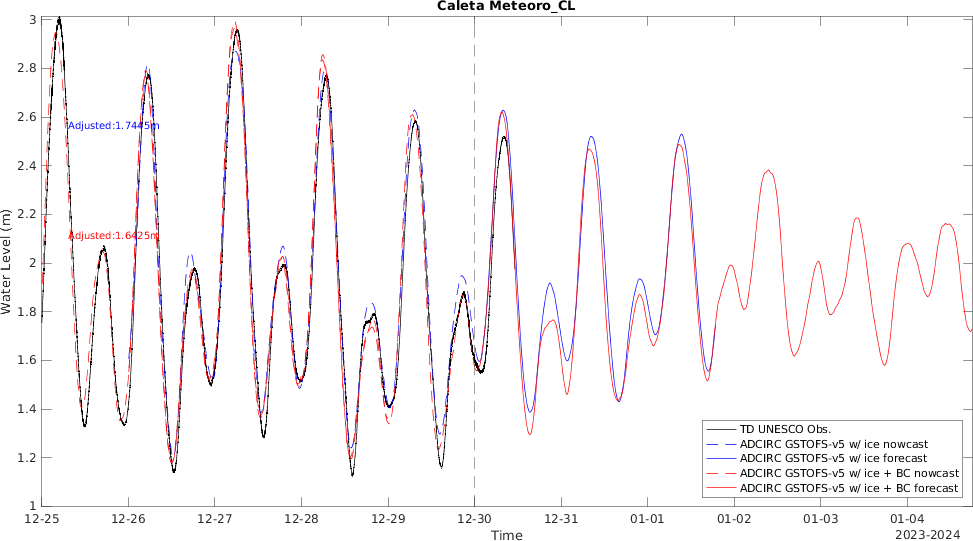 Caleta Meteoro_CL
3
2.8
2.6
2.4
2.2
2
1.8
1.6
1.4
1.2
1
Water Level (m)
Adjusted:1.7445m
Adjusted:1.6425m
TD UNESCO Obs.
ADCIRC GSTOFS-v5 w/ ice nowcast
ADCIRC GSTOFS-v5 w/ ice forecast
ADCIRC GSTOFS-v5 w/ ice + BC nowcast
ADCIRC GSTOFS-v5 w/ ice + BC forecast
12-25 12-26 12-27 12-28 12-29 12-30 12-31 01-01 01-02 01-03 01-04
Time
2023-2024